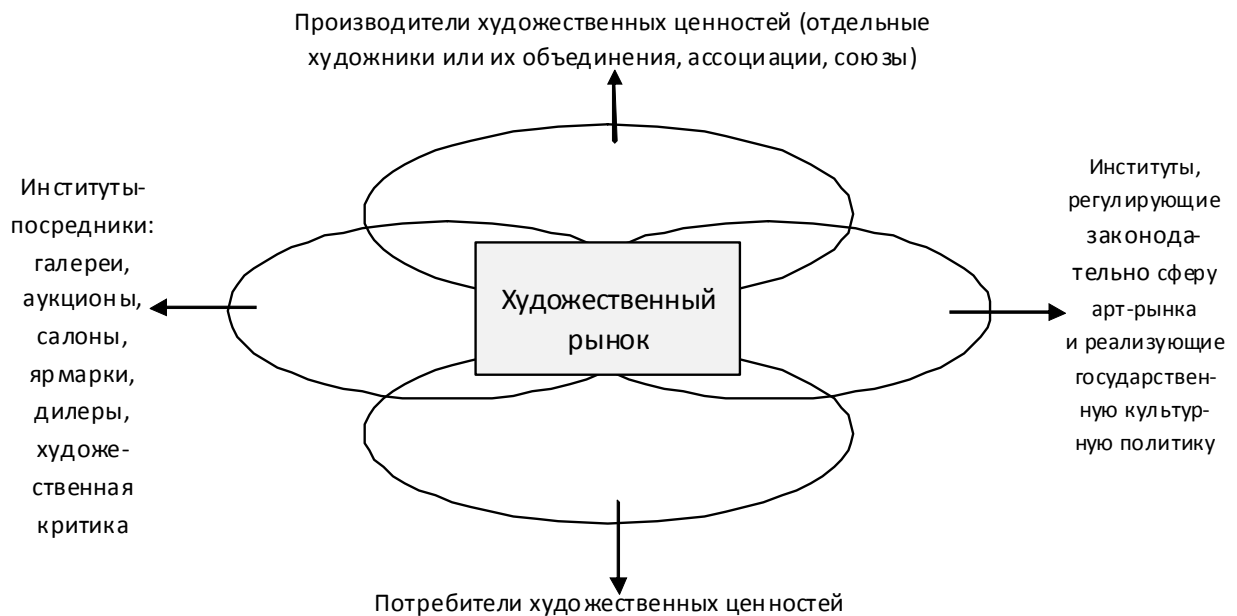 Производители художественных ценностей (отдельные
художники или их объединения, ассоциации, союзы)
Институты-
посредники:
галереи,
аукционы,
салоны,
ярмарки,
дилеры,
художе-
ственная
критика
Художественный
рынок
Институты,
регулирующие
законода-
тельно сферу
арт-рынка
и реализующие
государствен-
ную культур-
ную политику
Потребители художественных ценностей